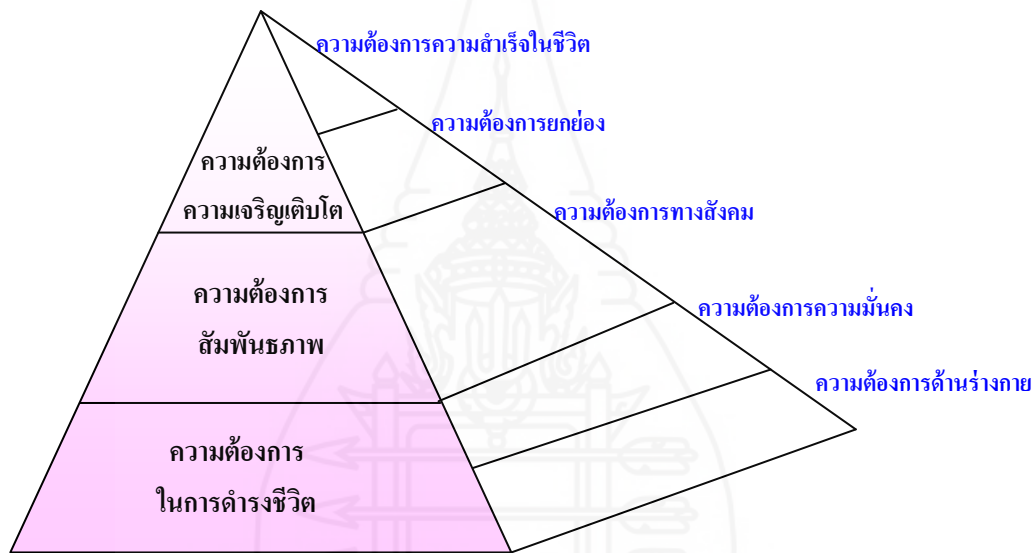 ความต้องการความสำเร็จในชีวิต
ความต้องการยกย่อง
ความต้องการ
ความเจริญเติบโต
ความต้องการทางสังคม
ความต้องการ
สัมพันธภาพ
ความต้องการความมั่นคง
ความต้องการด้านร่างกาย
ความต้องการ
ในการดำรงชีวิต